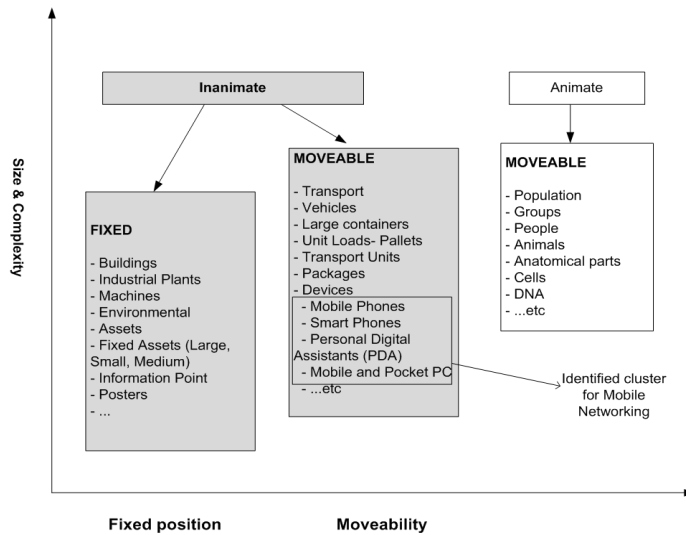 Size & Complexity
Inanimate
Animate
FIXED
- Buildings
- Industrial Plants
- Machines
- Environmental
- Assets
- Fixed Assets (Large,
Small, Medium)
- Information Point
- Posters
- ...
MOVEABLE
- Transport
- Vehicles
- Large containers
- Unit Loads- Pallets
- Transport Units
- Packages
- Devices
- Mobile Phones
- Smart Phones
- Personal Digital
Assistants (PDA)
- Mobile and Pocket PC
- ...etc
MOVEABLE
- Population
- Groups
- People
- Animals
- Anatomical parts
- Cells
- DNA
- ...etc
Identified cluster
for Mobile
Networking
Fixed position
Moveability